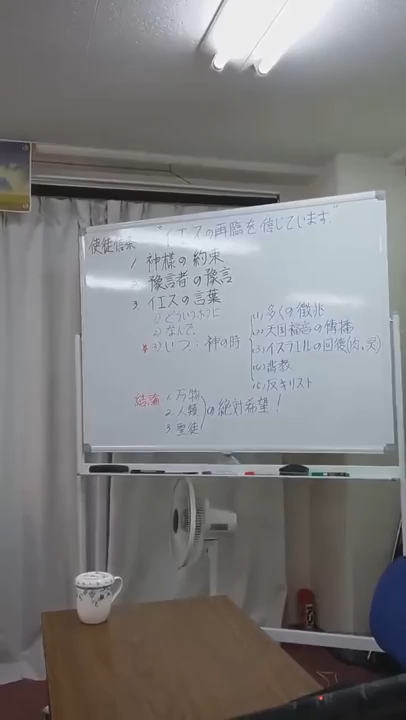 使徒信条 "イエスの再臨を信じています"
1 神様の約束
2 豫言者の豫言
3 イエスの言葉
1) どういうふうに
2) なんで
* 3) いつ: 神の時
(1) 多くの徴兆
(2) 天国福音の傳播
(3) イスラエルの回復(肉,灵)
(4) 背教
(5) 反キリスト
結論
1. 万物
2. 人類 の絶対希望!
3. 聖徒